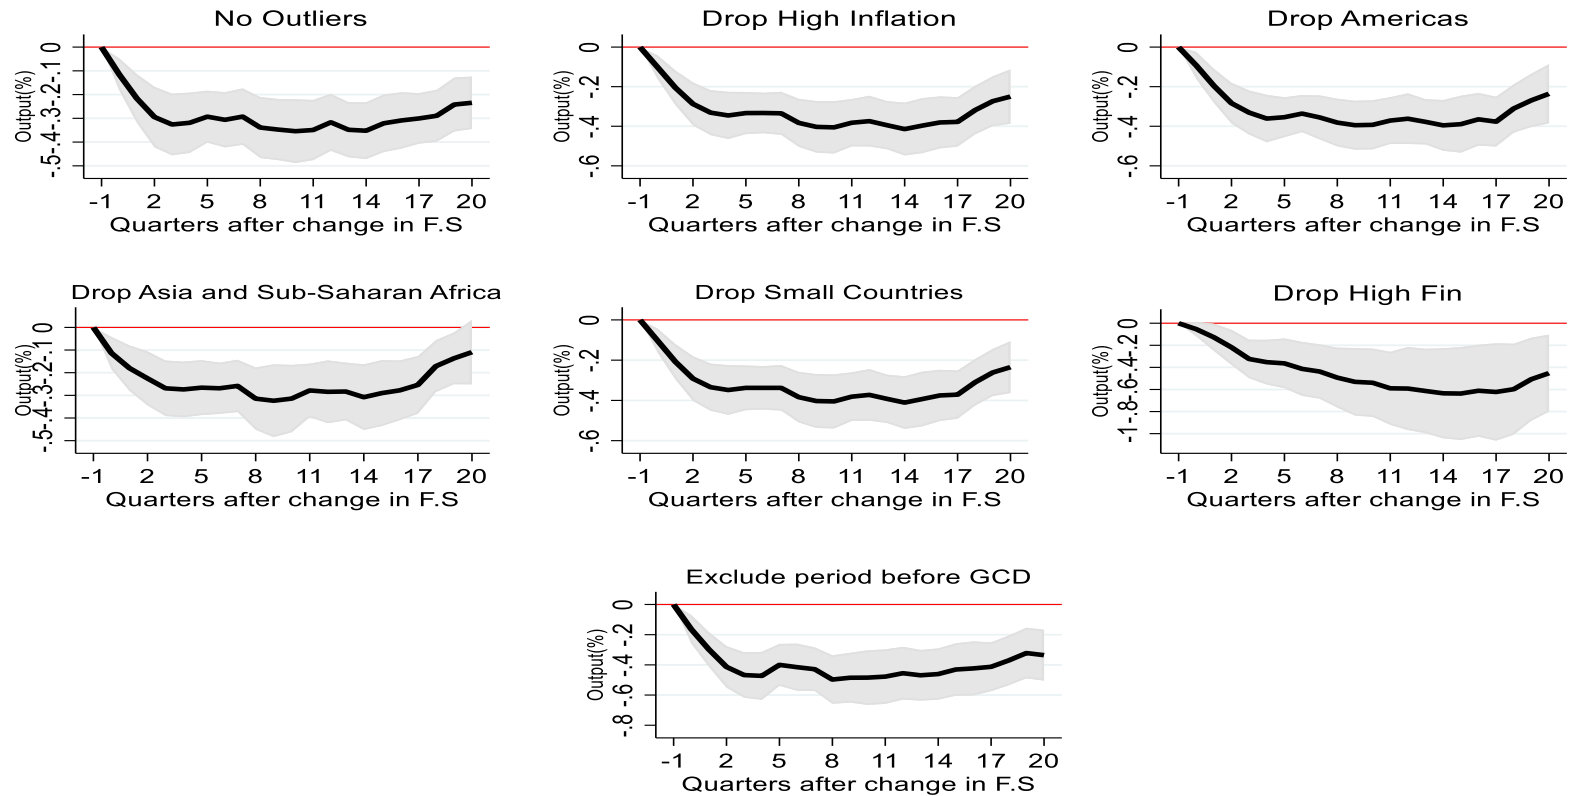 No Outliers
Output(%)
0
-.1
-.2
-.3
-.4
-.5
-1 2 5 8 11 14 17 20
Quarters after change in F.S
Drop High Inflation
Output(%)
0
-.2
-.4
-.6
-1 2 5 8 11 14 17 20
Quarters after change in F.S
Drop Americas
Output(%)
0
-.2
-.4
-.6
-1 2 5 8 11 14 17 20
Quarters after change in F.S
Drop Asia and Sub-Saharan Africa
Output(%)
0
-.1
-.2
-.3
-.4
-.5
-1 2 5 8 11 14 17 20
Quarters after change in F.S
Drop Small Countries
Output(%)
0
-.2
-.4
-.6
-1 2 5 8 11 14 17 20
Quarters after change in F.S
Drop High Fin
Output(%)
0
-.2
-.4
-.6
-.8
-1
-1 2 5 8 11 14 17 20
Quarters after change in F.S
Exclude period before GCD
Output(%)
0
-.2
-.4
-.6
-.8
-1 2 5 8 11 14 17 20
Quarters after change in F.S